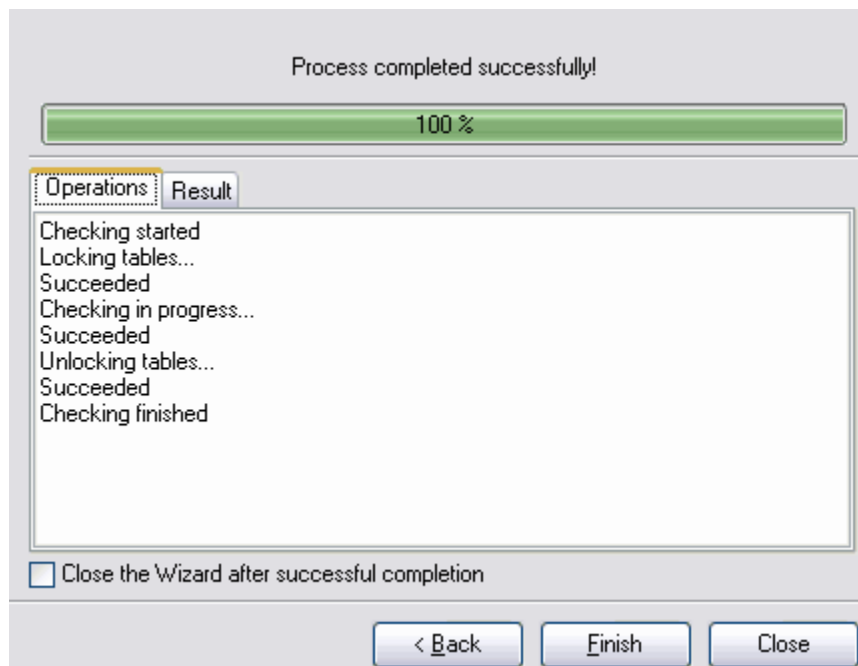 Process completed successfully!
100 %
Operations Result
Checking started
Locking tables...
Succeeded
Checking in progress...
Succeeded
Unlocking tables...
Succeeded
Checking finished
Close the Wizard after successful completion
< Back Finish Close